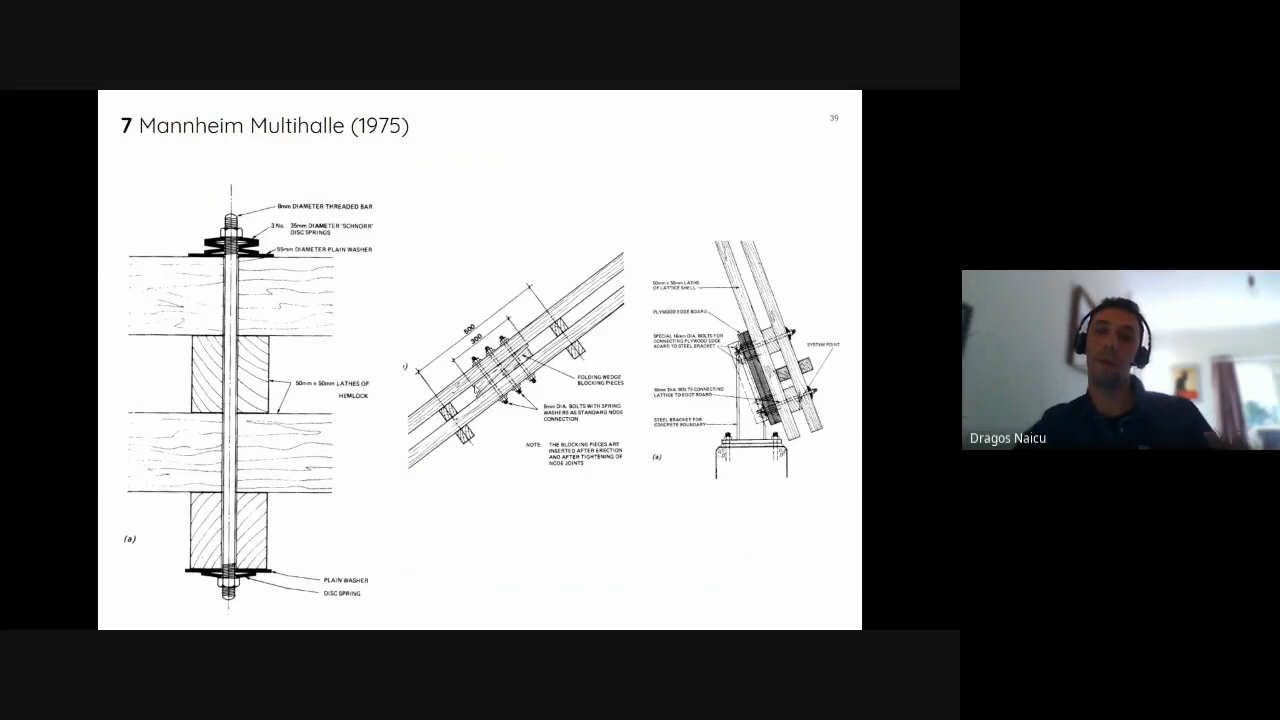 7 Mannheim Multihalle (1975)
39
8mm DIAMETER THREADED BAR
3 No. 35mm DIAMETER 'SCHNORR'
DISC SPRINGS
55mm DIAMETER PLAIN WASHER
50mm x 50mm LATHES OF
HEMLOCK
(a)
PLAIN WASHER
DISC SPRING
500
300
FOLDING WEDGE
BLOCKING PIECES
8mm DIA. BOLTS WITH SPRING
WASHERS AS STANDARD NODE
CONNECTION
NOTE: THE BLOCKING PIECES ARE
INSERTED AFTER ERECTION
AND AFTER TIGHTENING OF
NODE JOINTS
50mm x 50mm LATHS
OF LATTICE SHELL
PLYWOOD EDGE BOARD
SPECIAL 16mm DIA. BOLTS FOR
CONNECTING PLYWOOD EDGE
BOARD TO STEEL BRACKET
SYSTEM POINT
10mm DIA. BOLTS CONNECTING
LATTICE TO EDGE BOARD
STEEL BRACKET FOR
CONCRETE BOUNDARY
(a)
Dragos Naicu